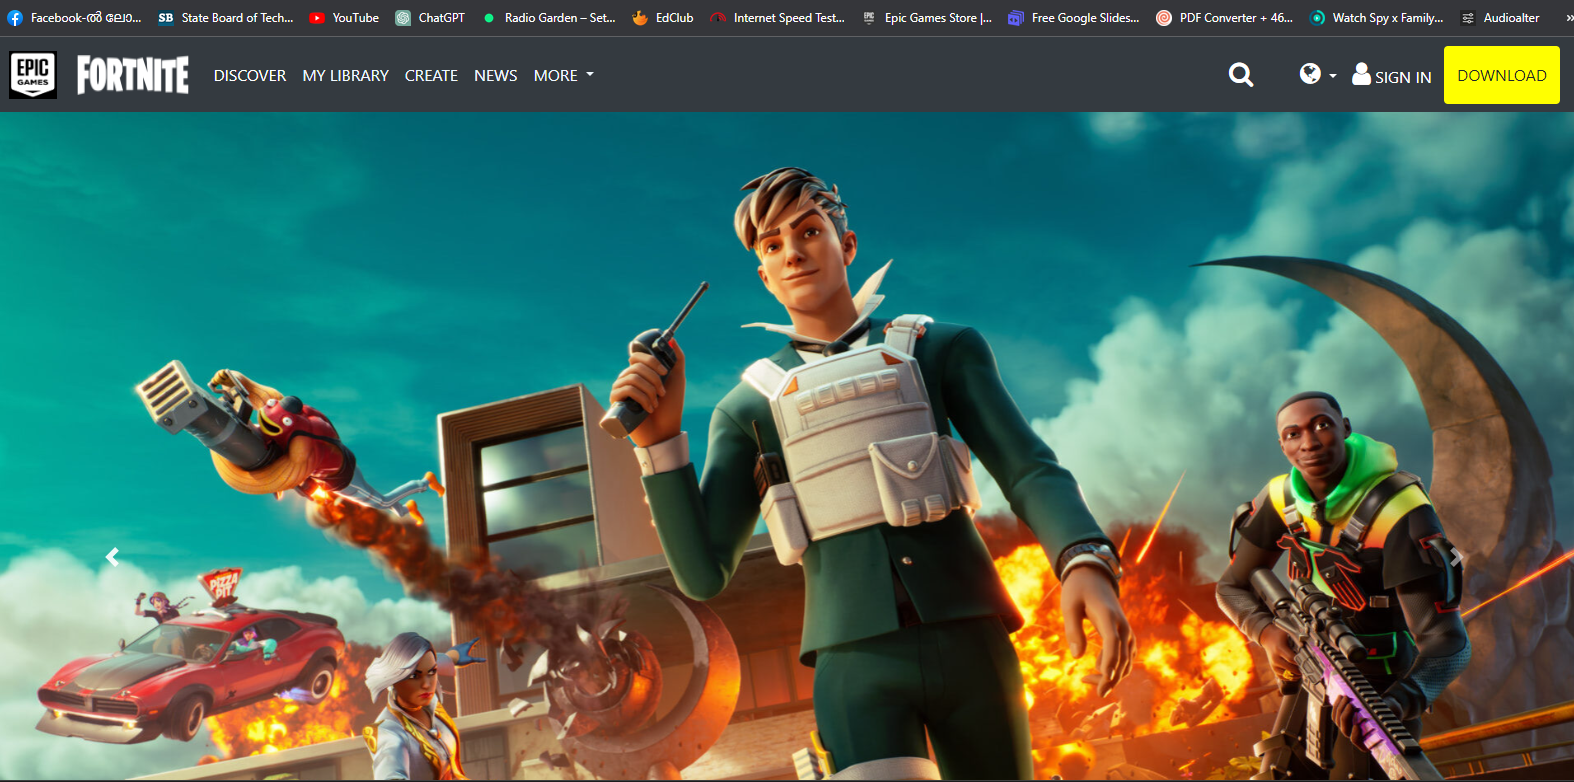 Facebook-ൽ ലോ... State Board of Tech... YouTube ChatGPT Radio Garden – Set... EdClub Internet Speed Test... Epic Games Store |... Free Google Slides... PDF Converter + 46... Watch Spy x Family... Audioalter »
EPIC GAMES FORTNITE DISCOVER MY LIBRARY CREATE NEWS MORE SIGN IN DOWNLOAD
PIZZA
PIT